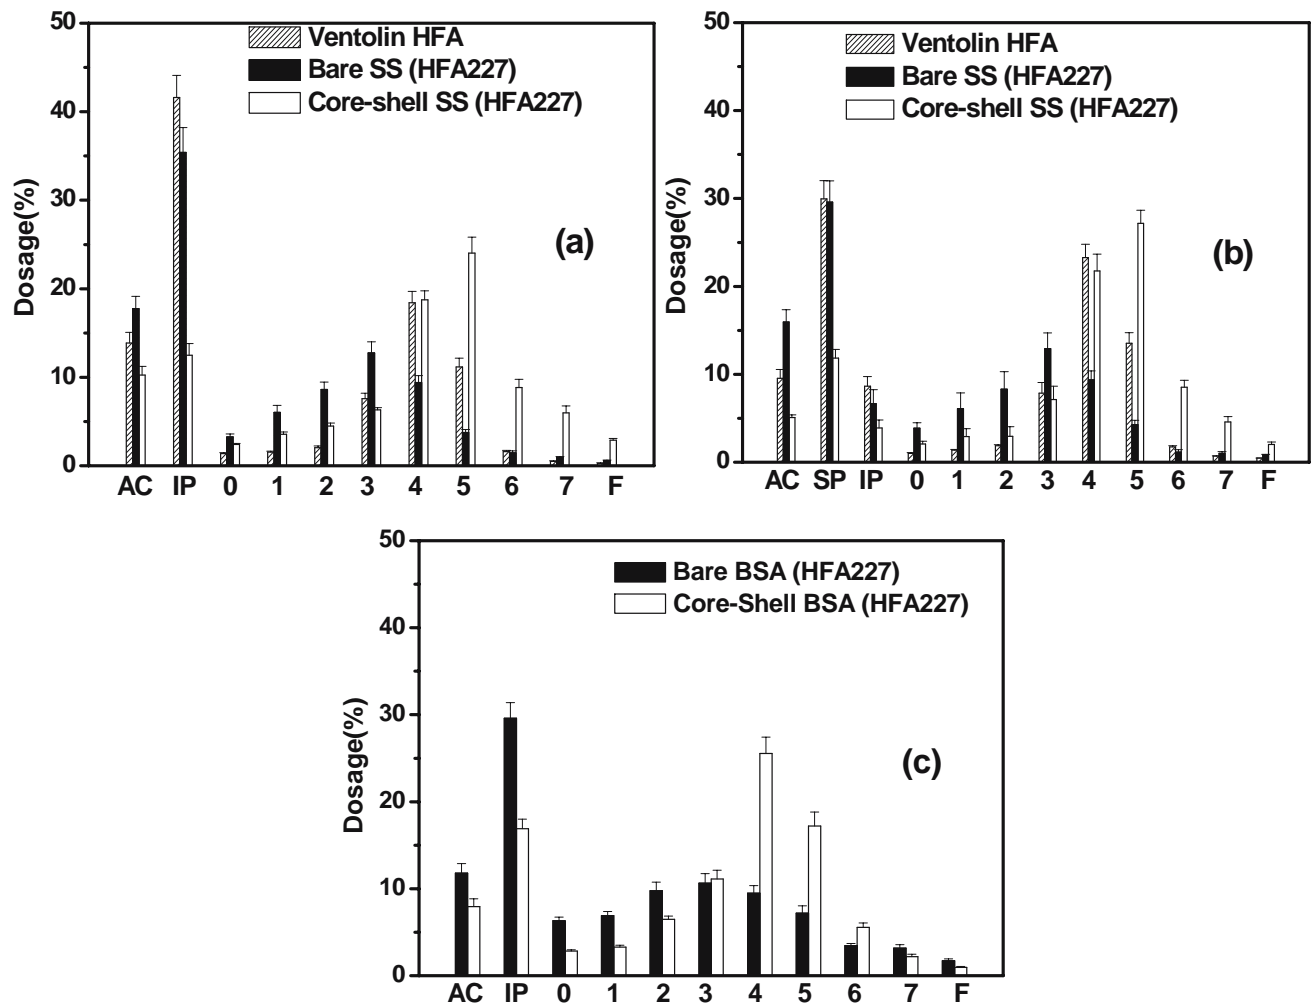 50
40
30
20
10
0
Dosage(%)
Ventolin HFA
Bare SS (HFA227)
Core-shell SS (HFA227)
(a)
AC IP 0 1 2 3 4 5 6 7 F
50
40
30
20
10
0
Dosage(%)
Ventolin HFA
Bare SS (HFA227)
Core-shell SS (HFA227)
(b)
AC SP IP 0 1 2 3 4 5 6 7 F
50
40
30
20
10
0
Dosage(%)
Bare BSA (HFA227)
Core-Shell BSA (HFA227)
(c)
AC IP 0 1 2 3 4 5 6 7 F